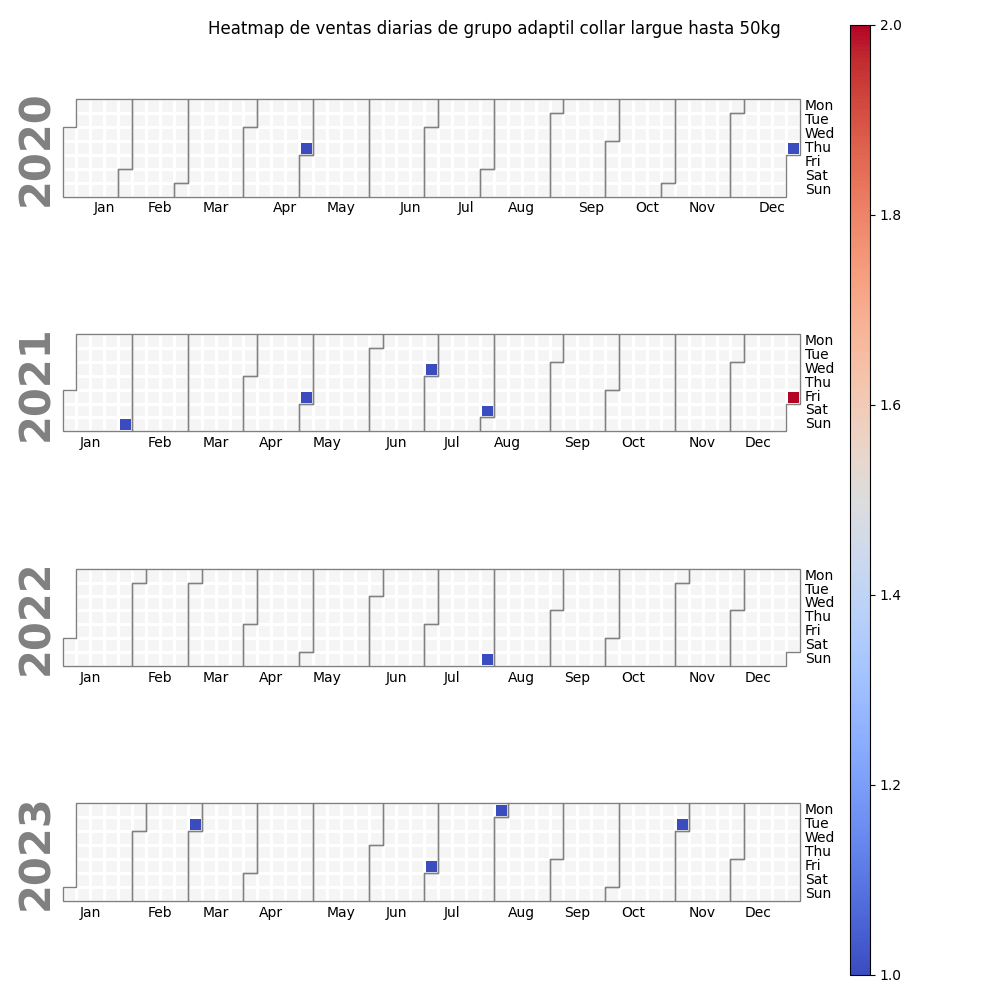 Heatmap de ventas diarias de grupo adaptil collar largue hasta 50kg
2020
Mon
Tue
Wed
Thu
Fri
Sat
Sun
Jan Feb Mar Apr May Jun Jul Aug Sep Oct Nov Dec
2021
Mon
Tue
Wed
Thu
Fri
Sat
Sun
Jan Feb Mar Apr May Jun Jul Aug Sep Oct Nov Dec
2022
Mon
Tue
Wed
Thu
Fri
Sat
Sun
Jan Feb Mar Apr May Jun Jul Aug Sep Oct Nov Dec
2023
Mon
Tue
Wed
Thu
Fri
Sat
Sun
Jan Feb Mar Apr May Jun Jul Aug Sep Oct Nov Dec
2.0
1.8
1.6
1.4
1.2
1.0